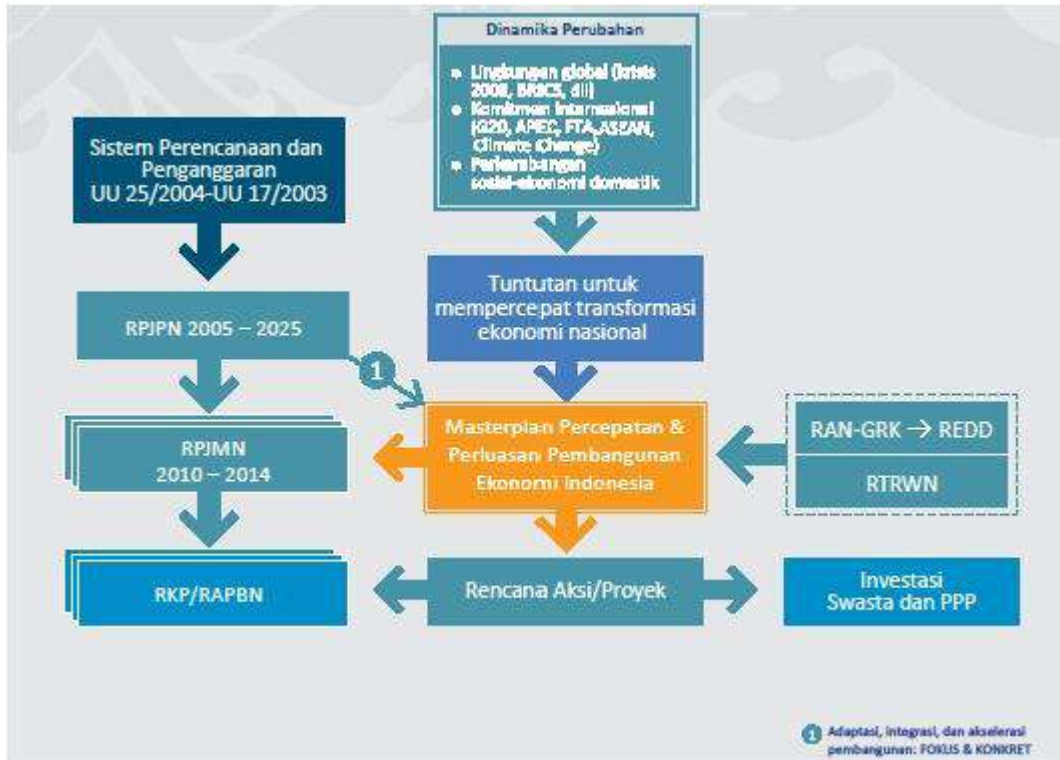 Dinamika Perubahan
● Lingkungan global (krisis
2008, BRICS, dll)
● Komitmen internasional
(G20, APEC, FTA, ASEAN,
Climate Change)
● Perkembangan
sosial-ekonomi domestik
Sistem Perencanaan dan
Penganggaran
UU 25/2004-UU 17/2003
Tuntutan untuk
mempercepat transformasi
ekonomi nasional
RPJPN 2005 – 2025
1
Masterplan Percepatan &
Perluasan Pembangunan
Ekonomi Indonesia
RPJMN
2010 – 2014
RAN-GRK → REDD
RTRWN
RKP/RAPBN
Rencana Aksi/Proyek
Investasi
Swasta dan PPP
1 Adaptasi, integrasi, dan akselerasi
pembangunan: FOKUS & KONKRET